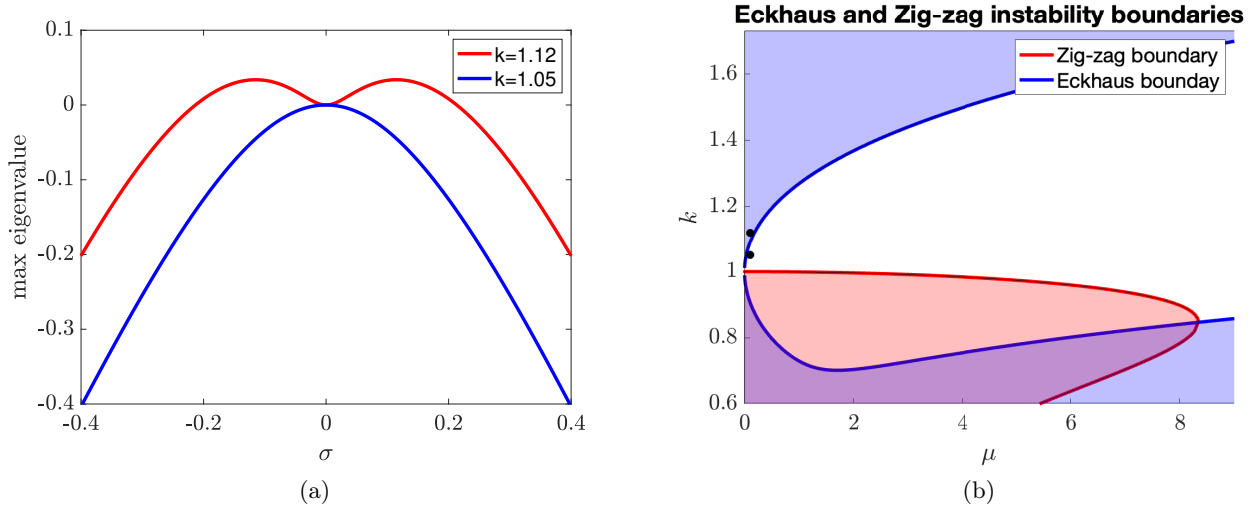 0.1
0
-0.1
-0.2
-0.3
-0.4
-0.4
-0.2
0
0.2
0.4
max eigenvalue
σ
k=1.12
k=1.05
(a)
Eckhaus and Zig-zag instability boundaries
Zig-zag boundary
Eckhaus bounday
1.6
1.4
1.2
1
0.8
0.6
0
2
4
6
8
k
μ
(b)